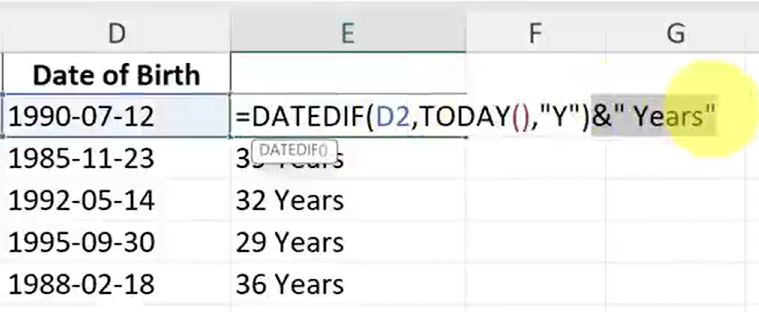 D E F G
Date of Birth
1990-07-12 =DATEDIF(D2,TODAY(),"Y")&" Years"
DATEDIF()
1985-11-23 Years
1992-05-14 32 Years
1995-09-30 29 Years
1988-02-18 36 Years